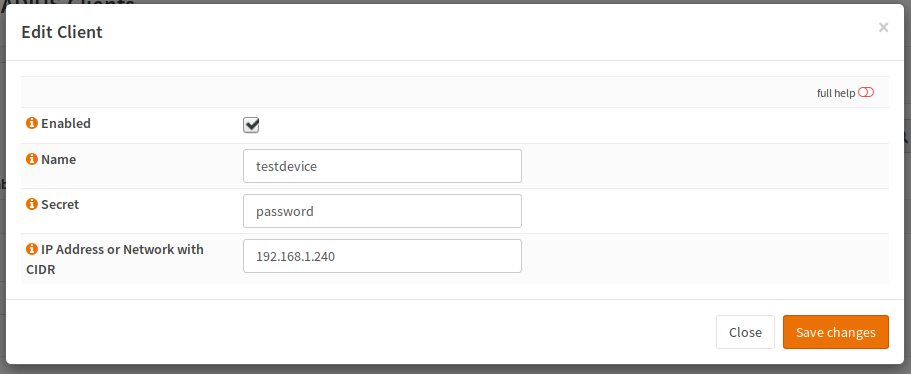 Edit Client
×
full help
Enabled
Name
testdevice
Secret
password
IP Address or Network with
CIDR
192.168.1.240
Close
Save changes